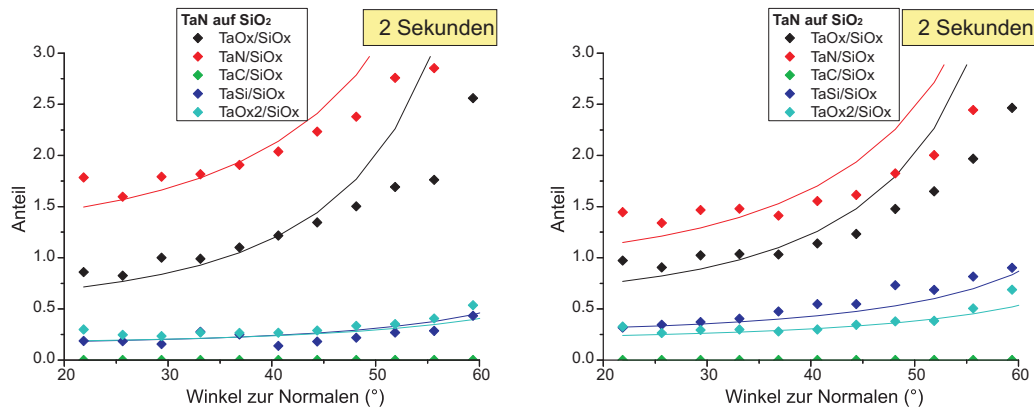 TaN auf SiO₂
TaOx/SiOx
TaN/SiOx
TaC/SiOx
TaSi/SiOx
TaOx2/SiOx
2 Sekunden
3.0
2.5
2.0
1.5
1.0
0.5
0.0
Anteil
20 30 40 50 60
Winkel zur Normalen (°)
TaN auf SiO₂
TaOx/SiOx
TaN/SiOx
TaC/SiOx
TaSi/SiOx
TaOx2/SiOx
2 Sekunden
3.0
2.5
2.0
1.5
1.0
0.5
0.0
Anteil
20 30 40 50 60
Winkel zur Normalen (°)